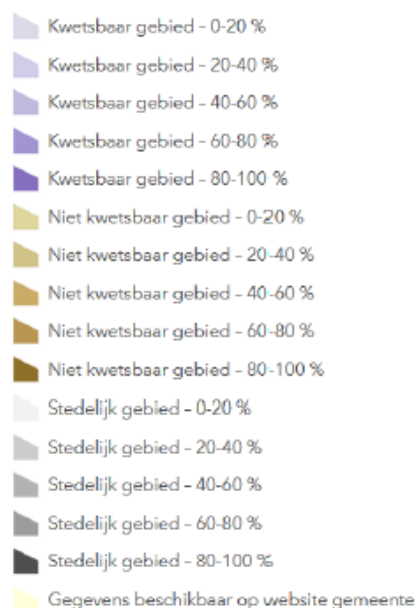 Kwetsbaar gebied - 0-20 %
Kwetsbaar gebied - 20-40 %
Kwetsbaar gebied - 40-60 %
Kwetsbaar gebied - 60-80 %
Kwetsbaar gebied - 80-100 %
Niet kwetsbaar gebied - 0-20 %
Niet kwetsbaar gebied - 20-40 %
Niet kwetsbaar gebied - 40-60 %
Niet kwetsbaar gebied - 60-80 %
Niet kwetsbaar gebied - 80-100 %
Stedelijk gebied - 0-20 %
Stedelijk gebied - 20-40 %
Stedelijk gebied - 40-60 %
Stedelijk gebied - 60-80 %
Stedelijk gebied - 80-100 %
Gegevens beschikbaar op website gemeente